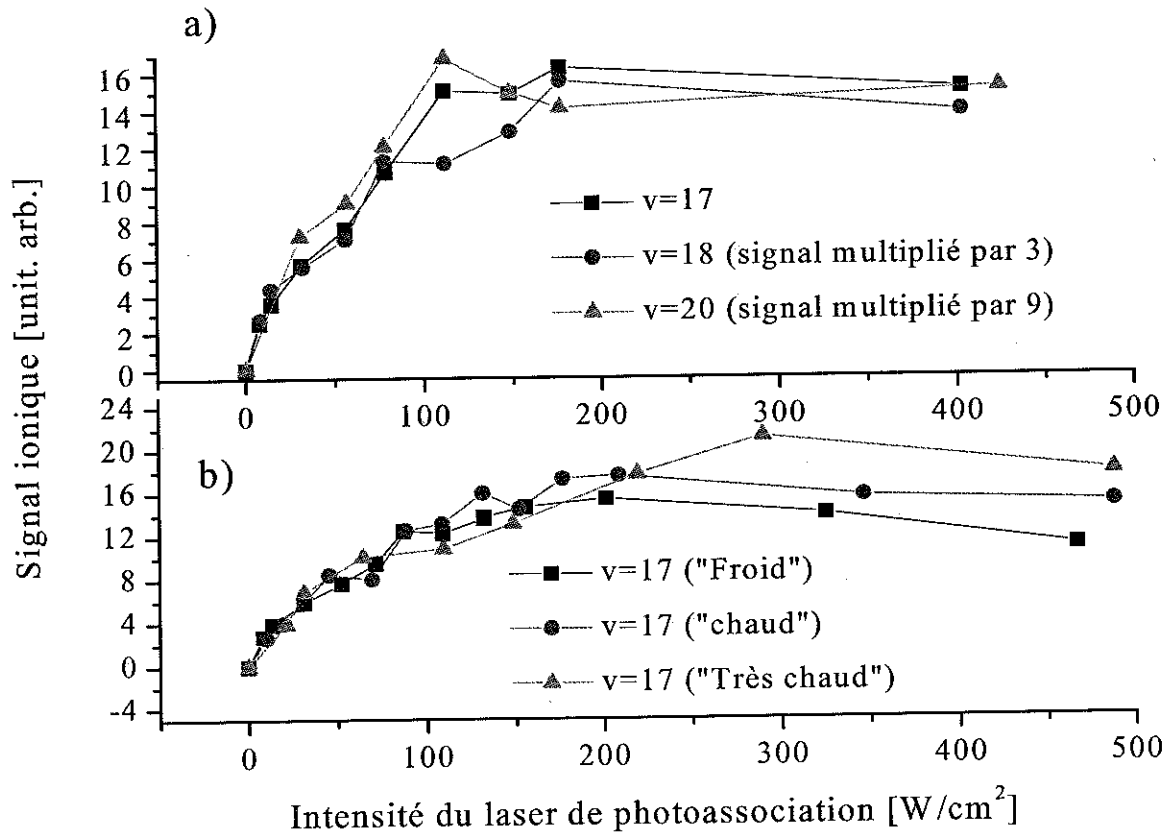 a)
16
14
12
10
8
6
4
2
0
v=17
v=18 (signal multiplié par 3)
v=20 (signal multiplié par 9)
0 100 200 300 400 500
Signal ionique [unit. arb.]
b)
24
20
16
12
8
4
0
-4
v=17 ("Froid")
v=17 ("chaud")
v=17 ("Très chaud")
0 100 200 300 400 500
Intensité du laser de photoassociation [W/cm²]